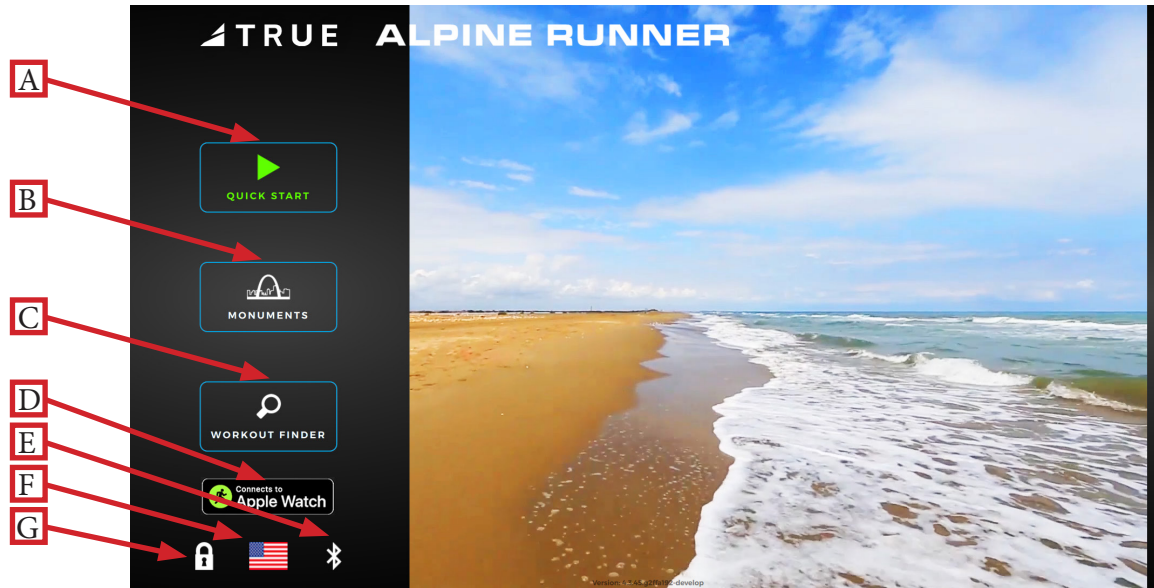 TRUE ALPINE RUNNER
A
QUICK START
B
MONUMENTS
C
WORKOUT FINDER
D
E
F
G
Connects to
Apple Watch